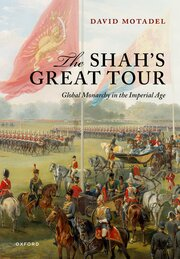 DAVID MOTADEL
The SHAH'S
GREAT TOUR
Global Monarchy in the Imperial Age
OXFORD